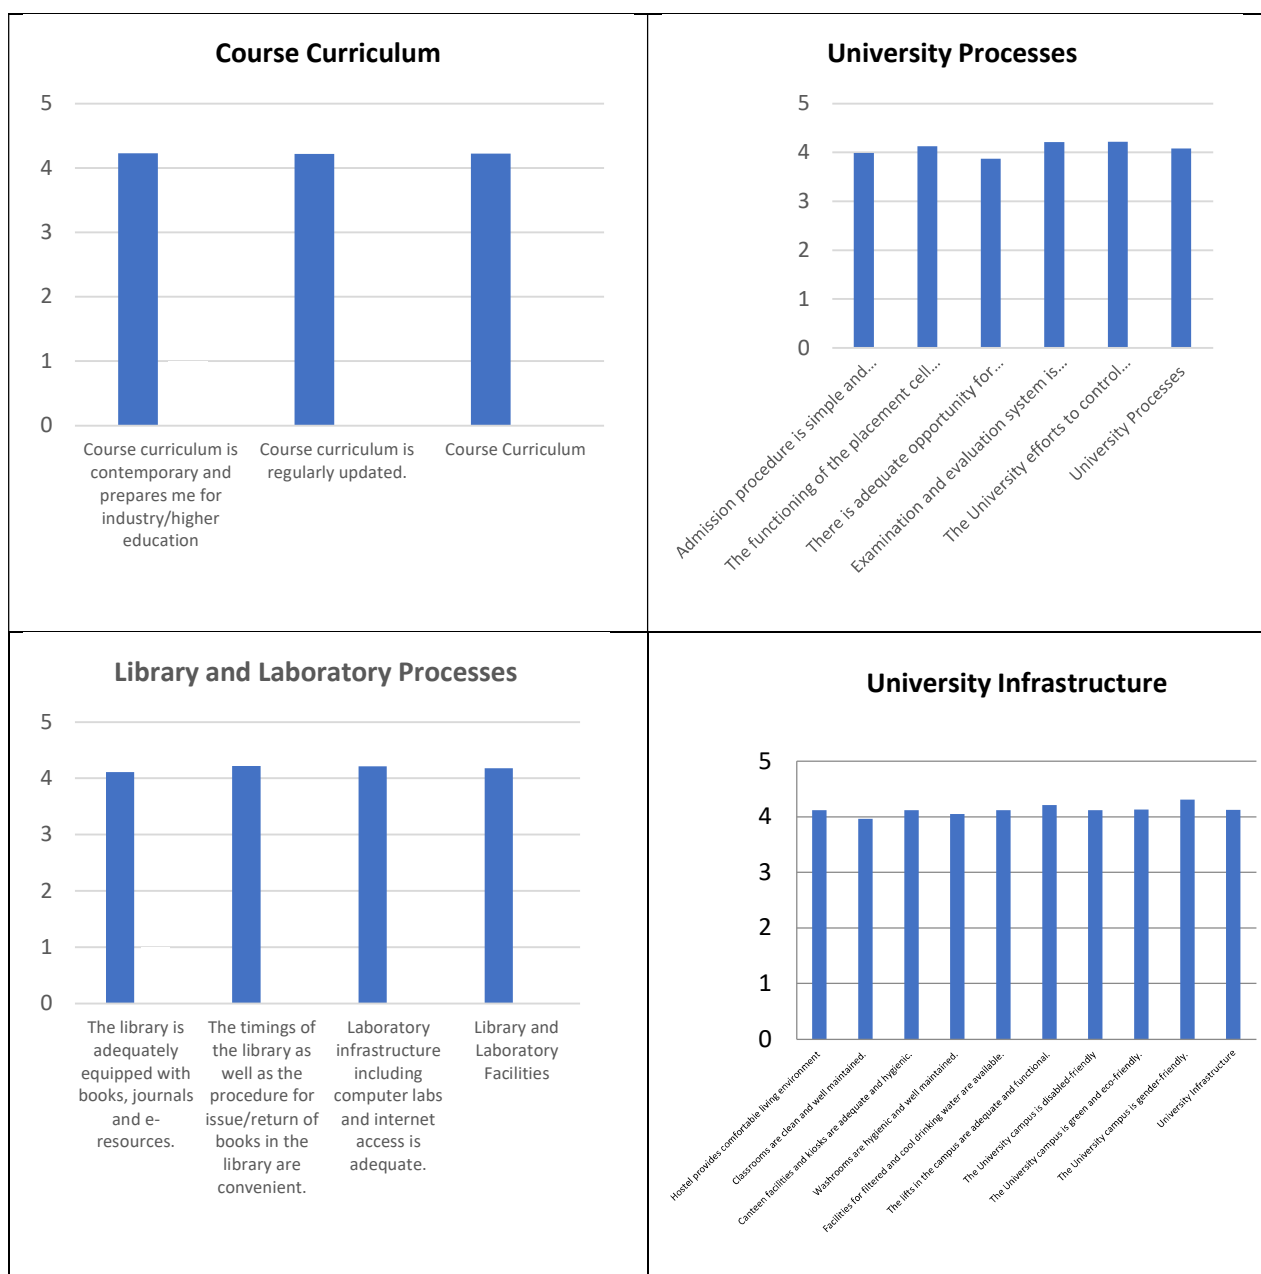 Course Curriculum
5
4
3
2
1
0
Course curriculum is
contemporary and
prepares me for
industry/higher
education
Course curriculum is
regularly updated.
Course Curriculum
University Processes
5
4
3
2
1
0
Admission procedure is simple and...
The functioning of the placement cell...
There is adequate opportunity for...
Examination and evaluation system is...
The University efforts to control...
University Processes
Library and Laboratory Processes
5
4
3
2
1
0
The library is
adequately
equipped with
books, journals
and e-
resources.
The timings of
the library as
well as the
procedure for
issue/return of
books in the
library are
convenient.
Laboratory
infrastructure
including
computer labs
and internet
access is
adequate.
Library and
Laboratory
Facilities
University Infrastructure
5
4
3
2
1
0
Hostel provides comfortable living environment
Classrooms are clean and well maintained.
Canteen facilities and kiosks are adequate and hygienic.
Washrooms are hygienic and well maintained.
Facilities for filtered and cool drinking water are available.
The lifts in the campus are adequate and functional.
The University campus is disabled-friendly
The University campus is green and eco-friendly.
The University campus is gender-friendly.
University Infrastructure